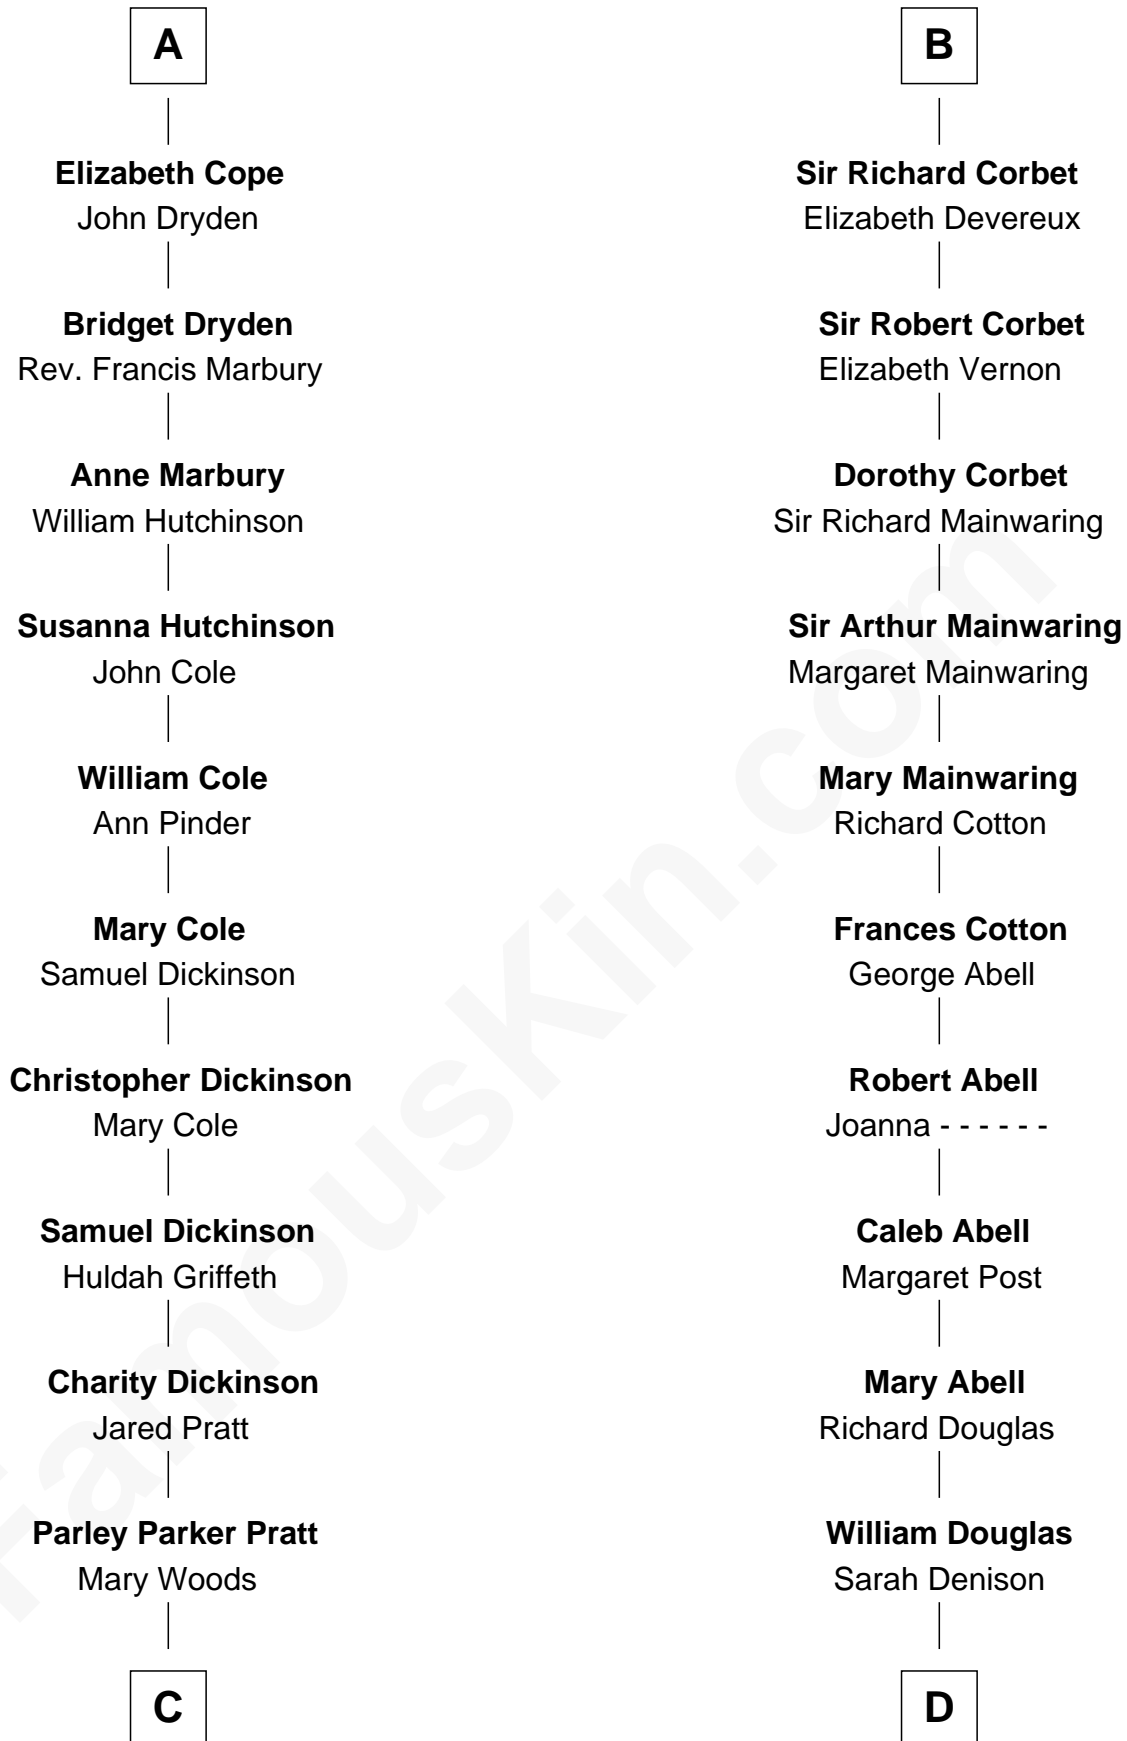 A
Elizabeth Cope
John Dryden
Bridget Dryden
Rev. Francis Marbury
Anne Marbury
William Hutchinson
Susanna Hutchinson
John Cole
William Cole
Ann Pinder
Mary Cole
Samuel Dickinson
Christopher Dickinson
Mary Cole
Samuel Dickinson
Huldah Griffeth
Charity Dickinson
Jared Pratt
Parley Parker Pratt
Mary Woods
C
B
Sir Richard Corbet
Elizabeth Devereux
Sir Robert Corbet
Elizabeth Vernon
Dorothy Corbet
Sir Richard Mainwaring
Sir Arthur Mainwaring
Margaret Mainwaring
Mary Mainwaring
Richard Cotton
Frances Cotton
George Abell
Robert Abell
Joanna - - - - - -
Caleb Abell
Margaret Post
Mary Abell
Richard Douglas
William Douglas
Sarah Denison
D
FamousKin.com